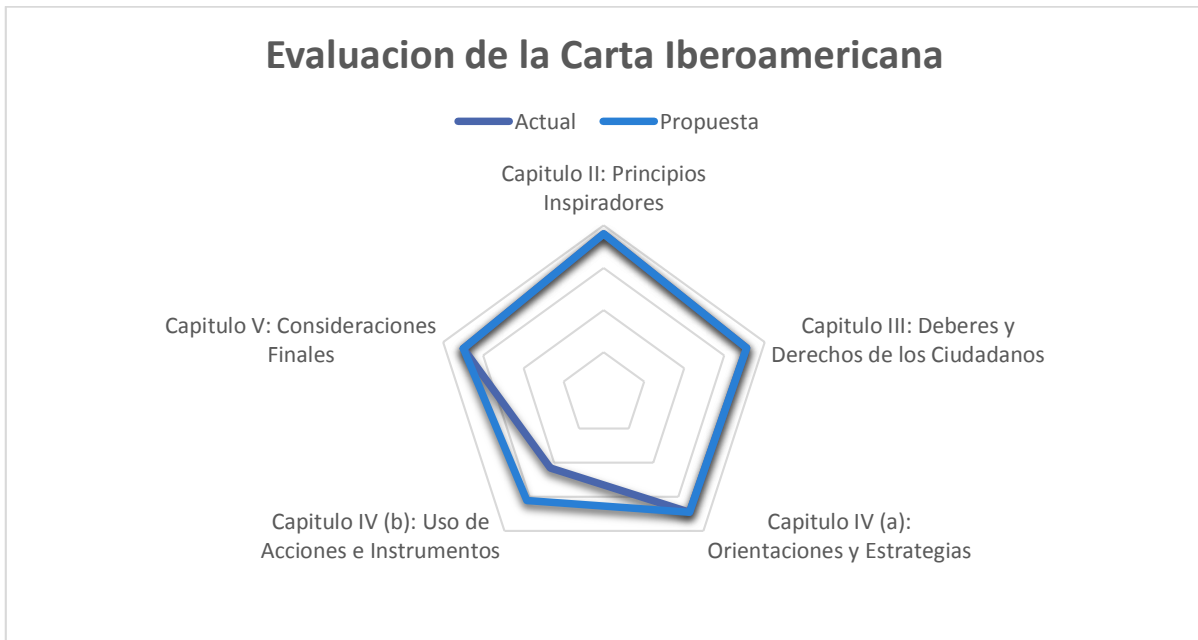 Evaluacion de la Carta Iberoamericana
Actual
Propuesta
Capitulo II: Principios
Inspiradores
Capitulo III: Deberes y
Derechos de los Ciudadanos
Capitulo IV (a):
Orientaciones y Estrategias
Capitulo IV (b): Uso de
Acciones e Instrumentos
Capitulo V: Consideraciones
Finales